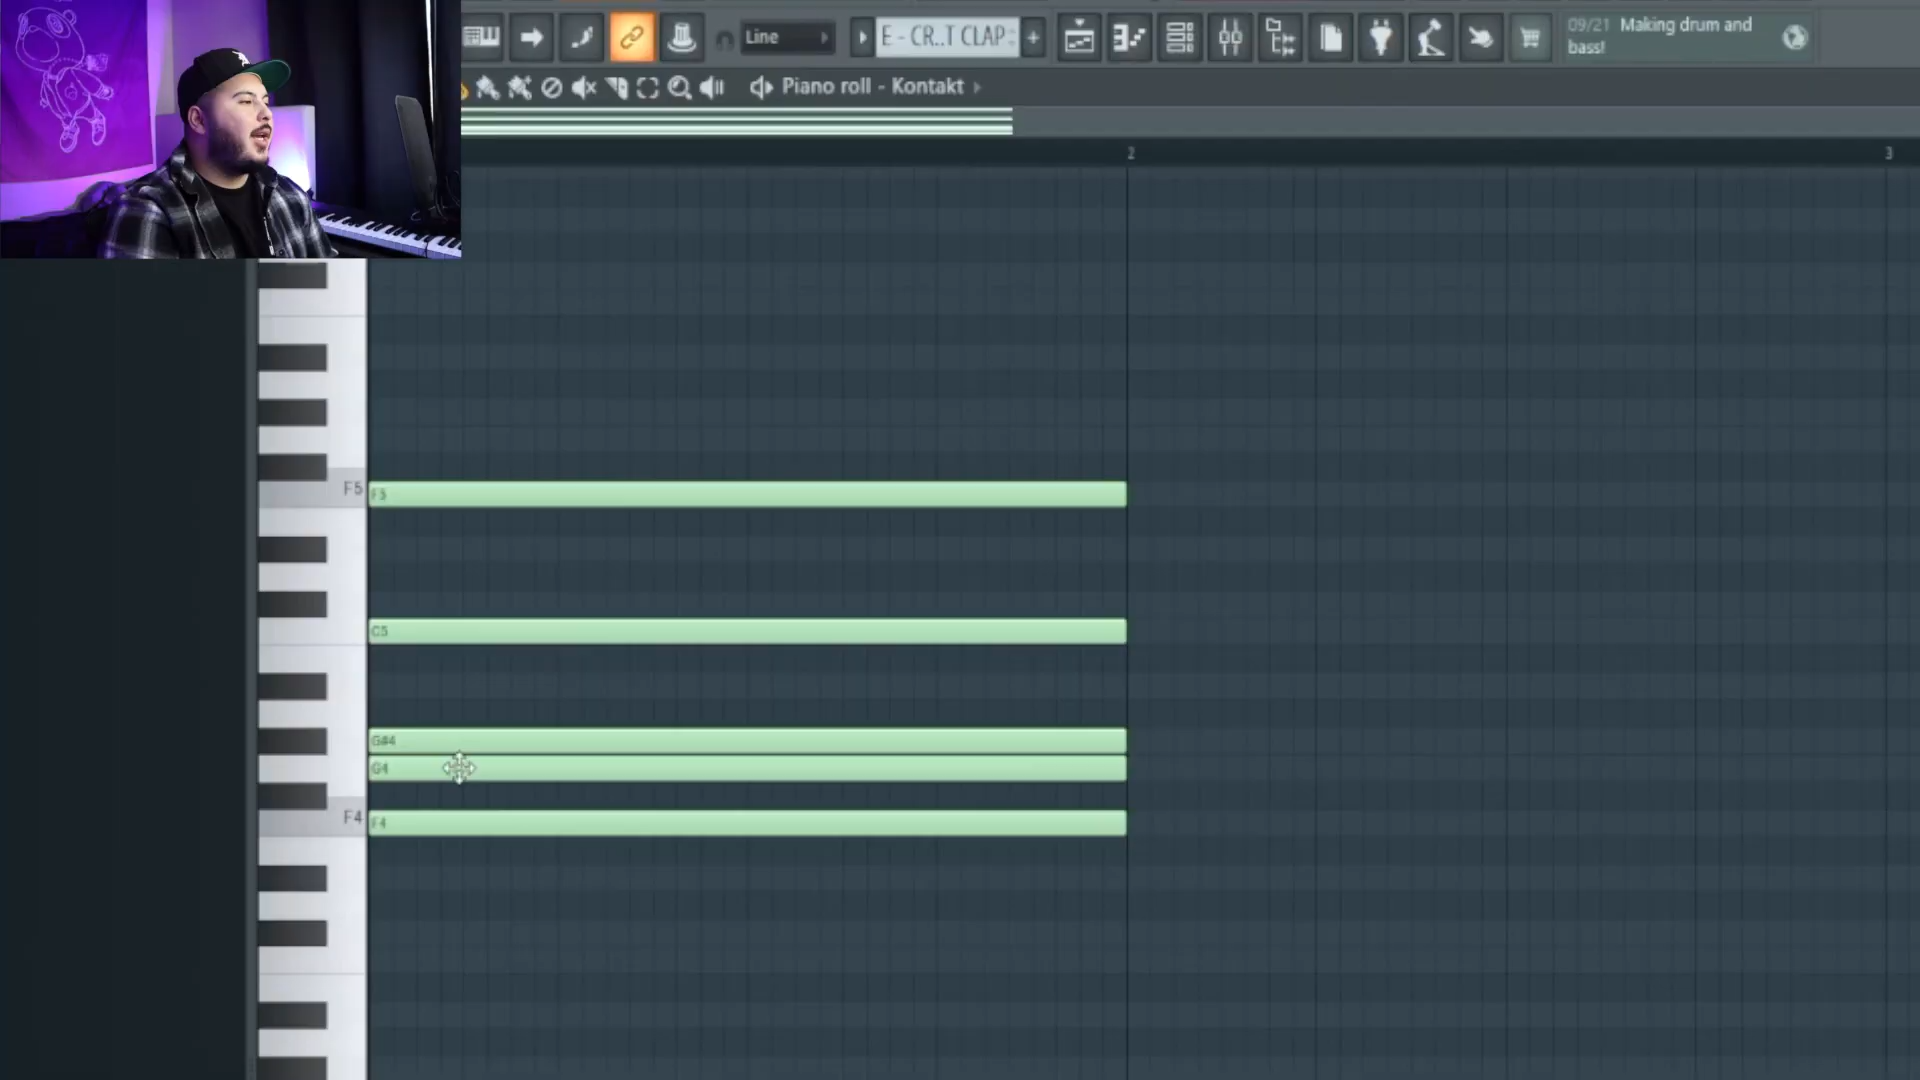 Line
E - CR..T CLAP
+
09/21 Making drum and
bass!
Piano roll - Kontakt
2
3
F5
F5
C5
G#4
G4
F4
F4